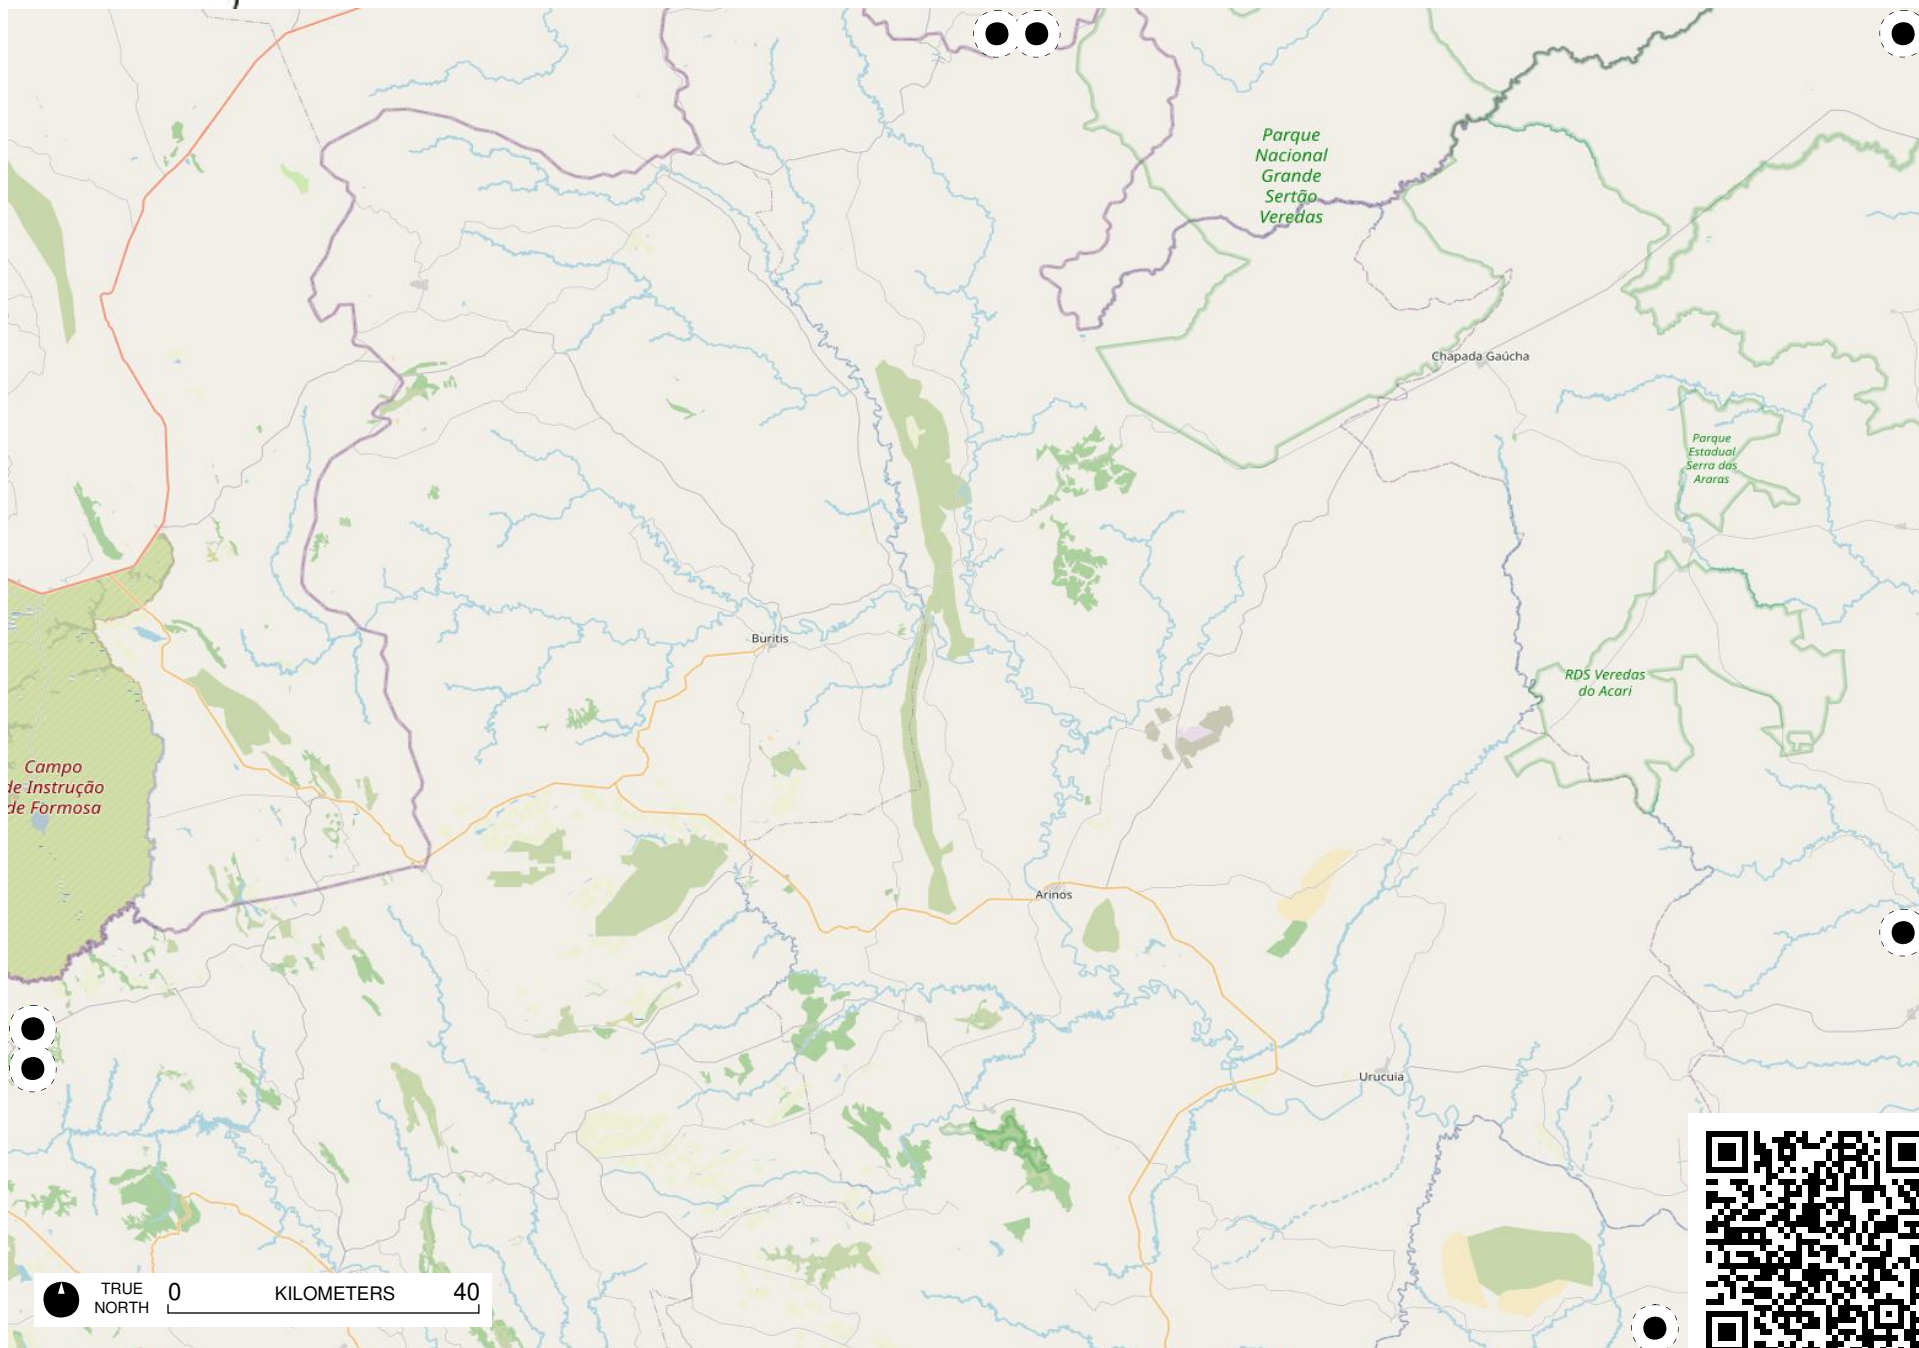 Parque
Nacional
Grande
Sertão
Veredas
Chapada Gaúcha
Parque
Estadual
Serra das
Araras
Buritis
RDS Veredas
do Acari
Campo
de Instrução
de Formosa
Arinos
Urucuia
TRUE
NORTH
0 KILOMETERS 40